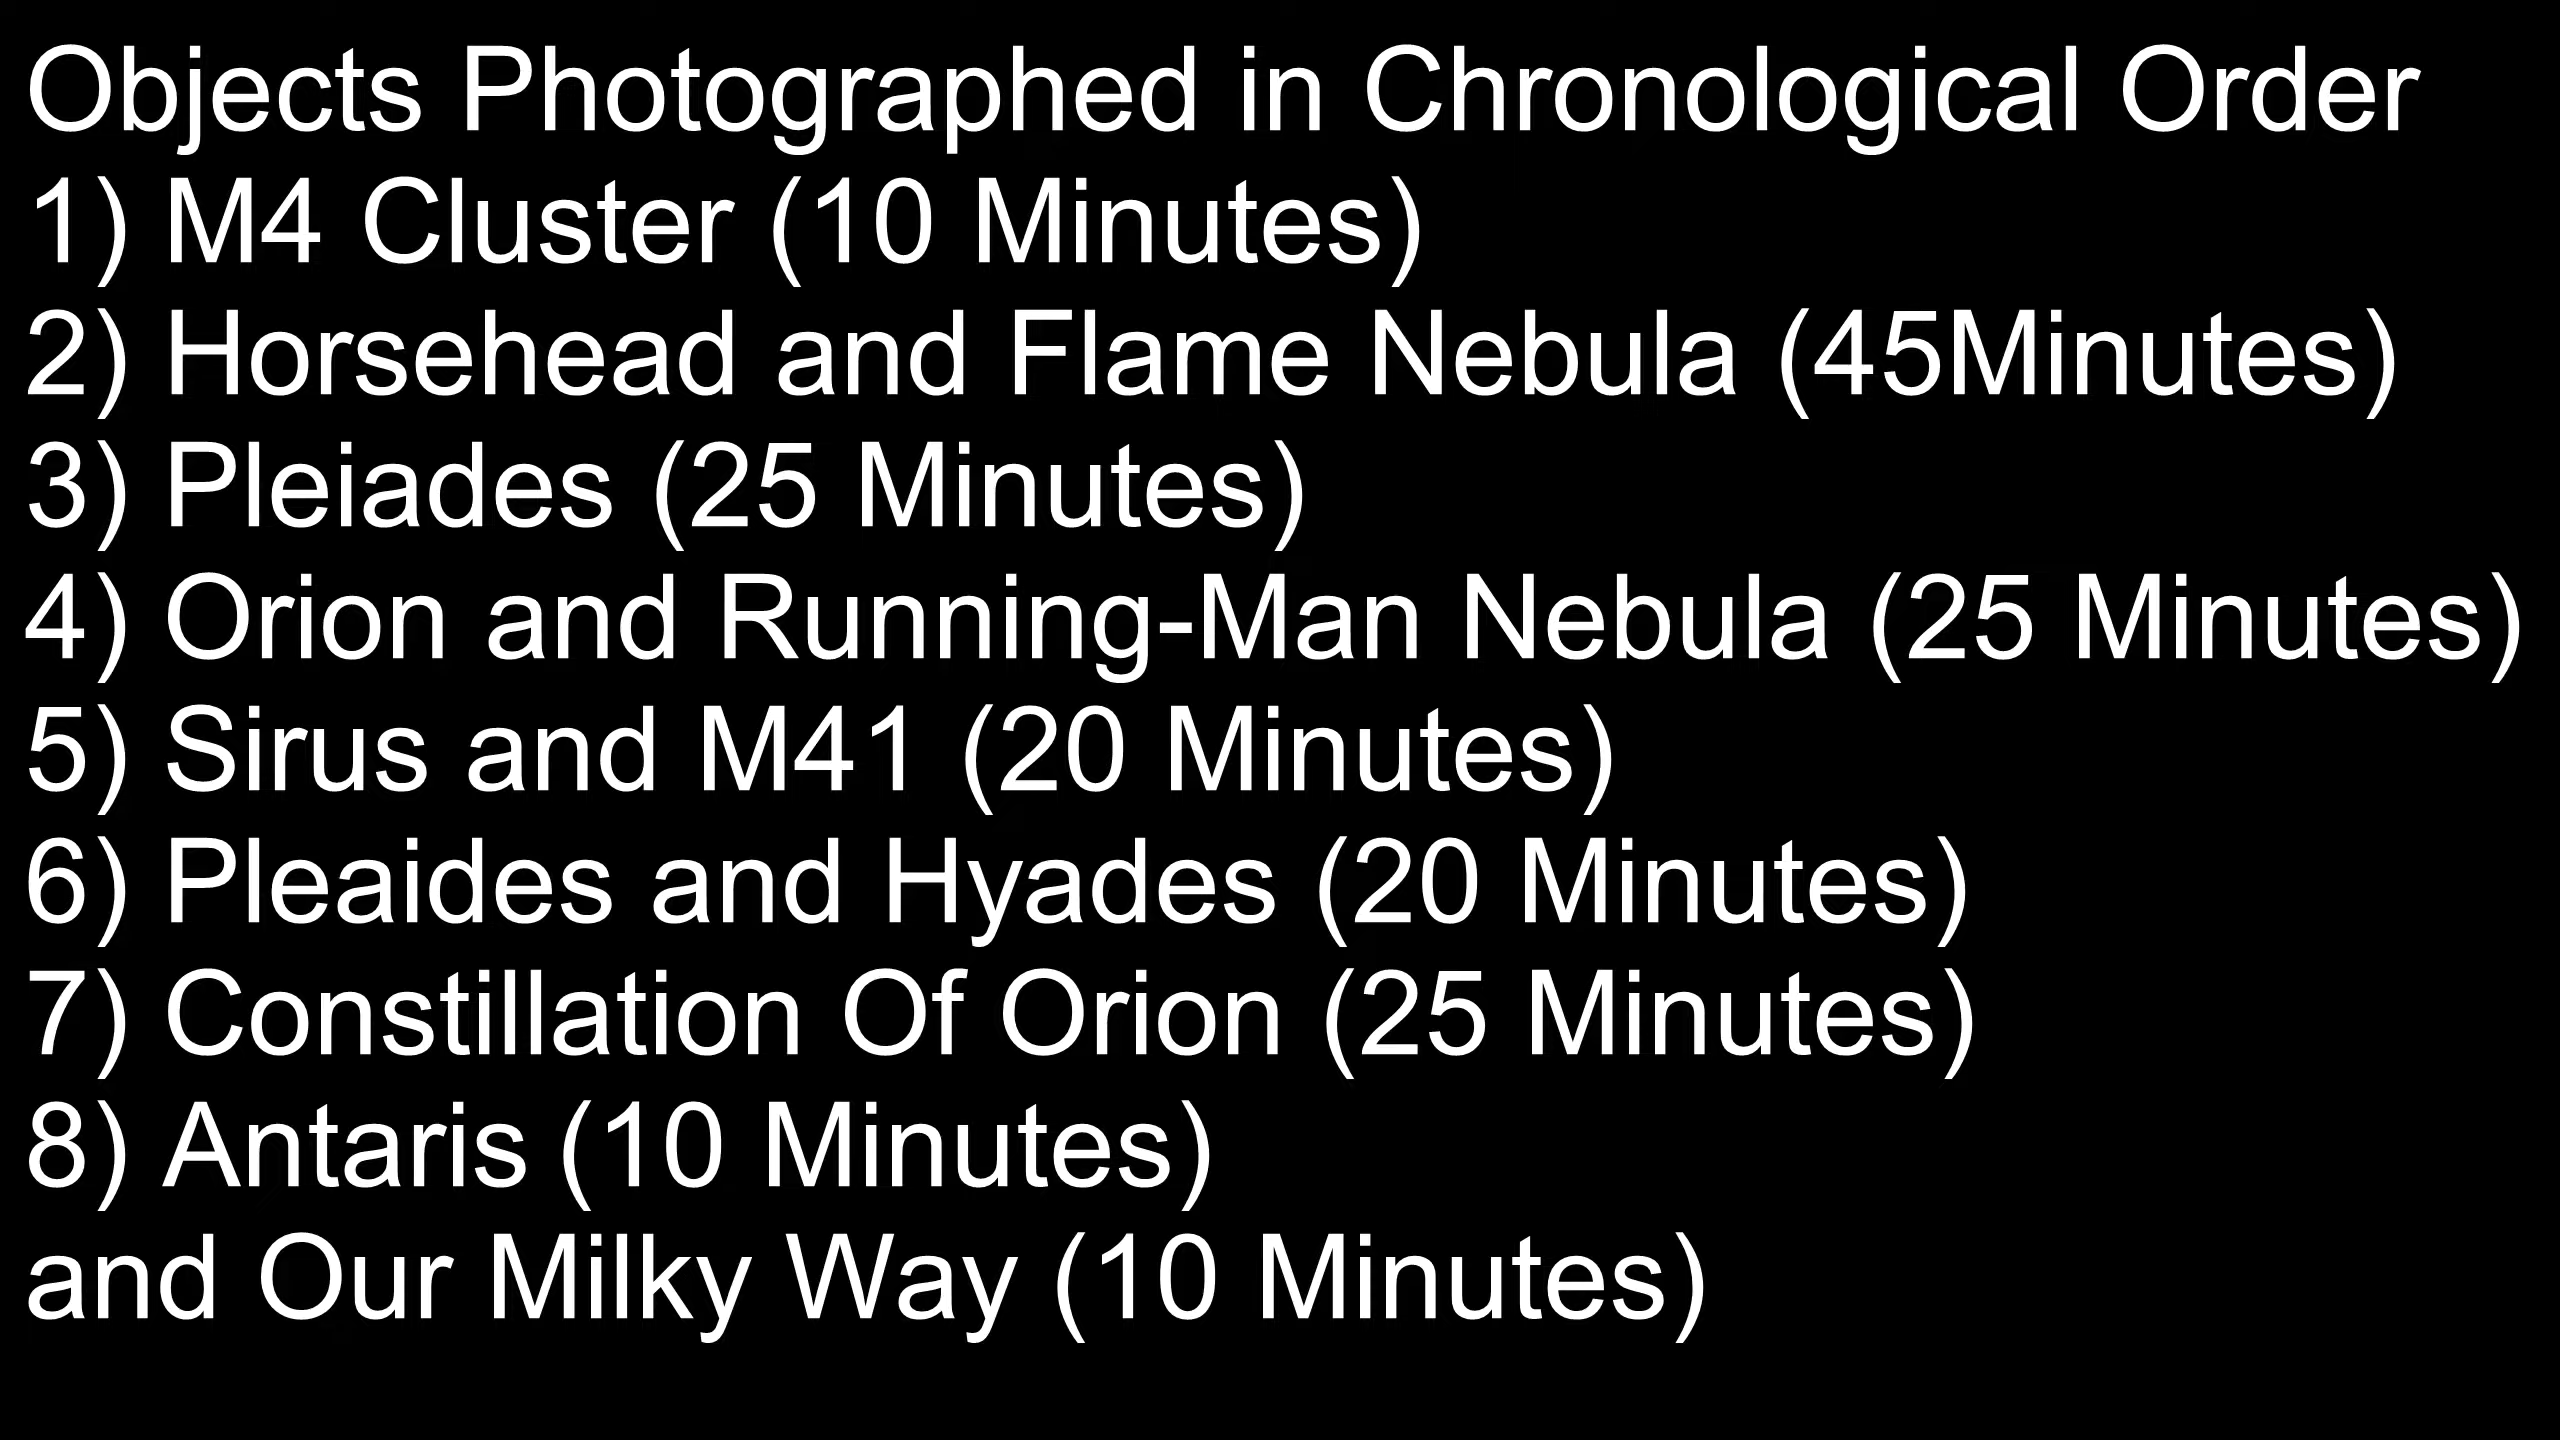 Objects Photographed in Chronological Order
1) M4 Cluster (10 Minutes)
2) Horsehead and Flame Nebula (45Minutes)
3) Pleiades (25 Minutes)
4) Orion and Running-Man Nebula (25 Minutes)
5) Sirus and M41 (20 Minutes)
6) Pleaides and Hyades (20 Minutes)
7) Constillation Of Orion (25 Minutes)
8) Antaris (10 Minutes)
and Our Milky Way (10 Minutes)